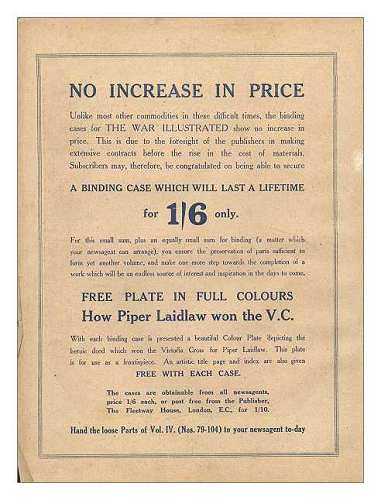 NO INCREASE IN PRICE
Unlike most other commodities in these difficult times, the binding
cases for THE WAR ILLUSTRATED show no increase in
price. This is due to the foresight of the publishers in making
extensive contracts before the rise in the cost of materials.
Subscribers may, therefore, be congratulated on being able to secure
A BINDING CASE WHICH WILL LAST A LIFETIME
for 1/6 only.
For this small sum, plus an equally small sum for binding (a matter which
your newsagent can arrange), you ensure the preservation of parts sufficient to
form yet another volume, and make one more step towards the completion of a
work which will be an endless source of interest and inspiration in the days to come.
FREE PLATE IN FULL COLOURS
How Piper Laidlaw won the V.C.
With each binding case is presented a beautiful Colour Plate depicting the
heroic deed which won the Victoria Cross for Piper Laidlaw. This plate
is for use as a frontispiece. An artistic title page and index are also given
FREE WITH EACH CASE.
The cases are obtainable from all newsagents,
price 1/6 each, or post free from the Publisher,
The Fleetway House, London, E.C., for 1/10.
Hand the loose Parts of Vol. IV. (Nos. 79-104) to your newsagent to-day